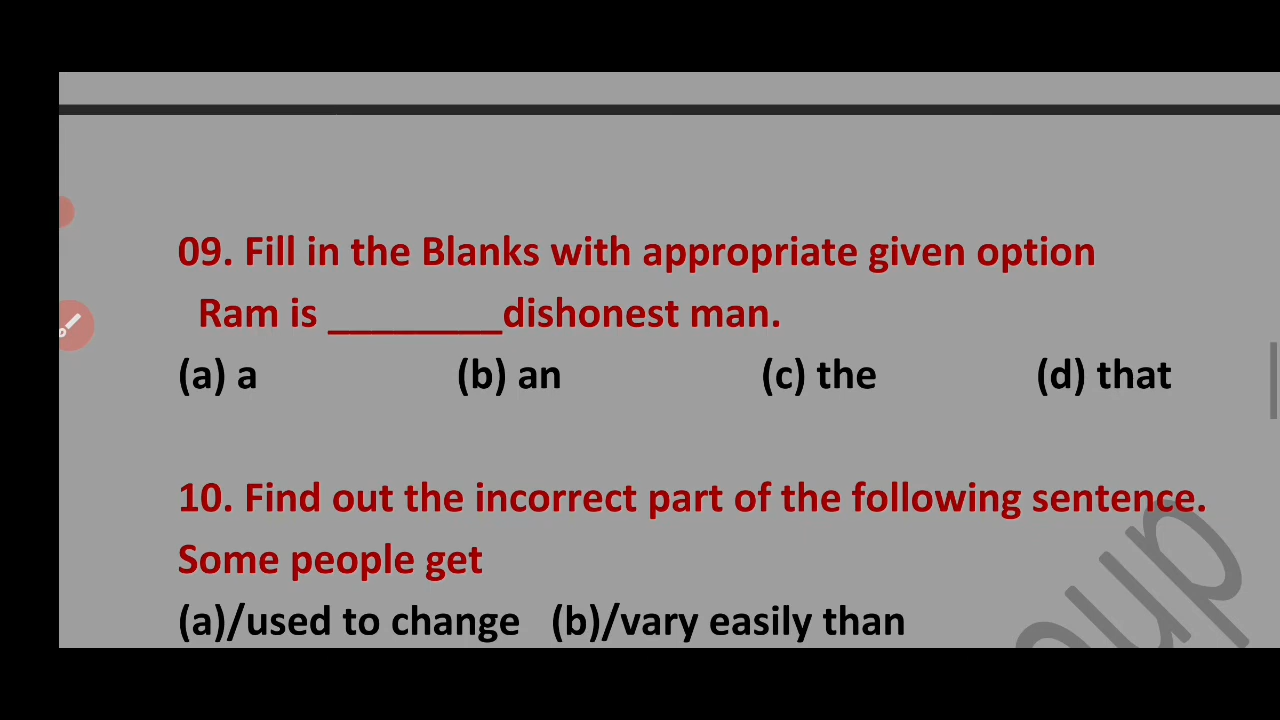 09. Fill in the Blanks with appropriate given option
Ram is ________dishonest man.
(a) a (b) an (c) the (d) that
10. Find out the incorrect part of the following sentence.
Some people get
(a)/used to change (b)/vary easily than